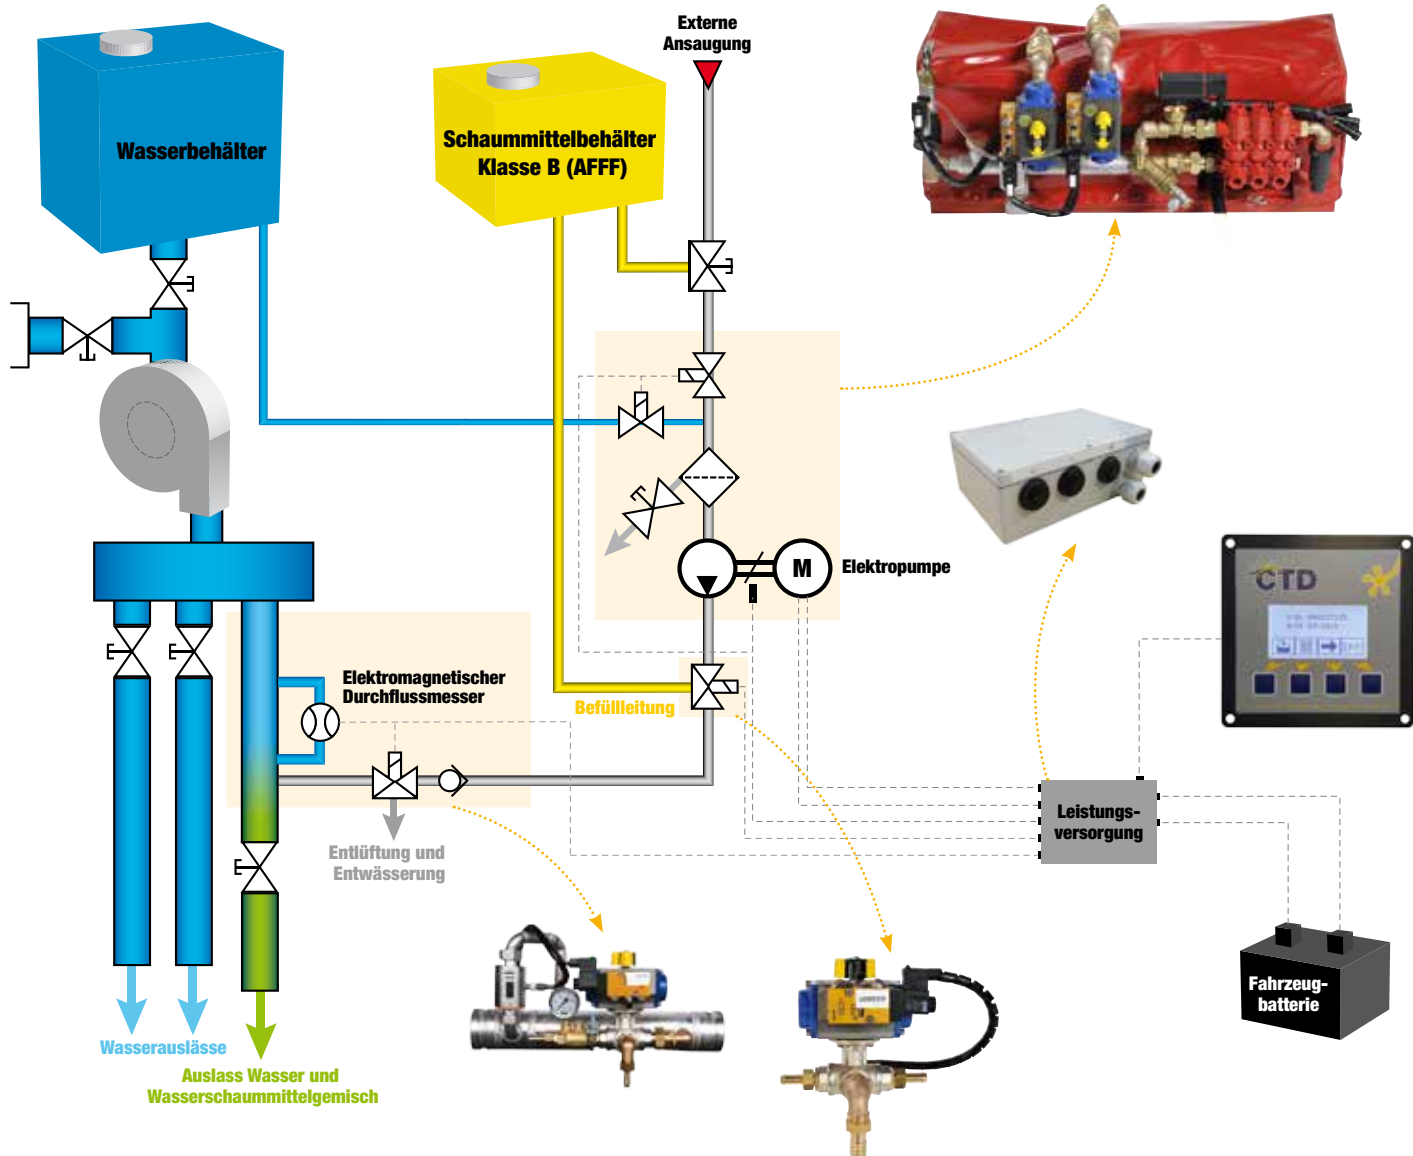 Externe
Ansaugung
Wasserbehälter
Schaummittelbehälter
Klasse B (AFFF)
M
Elektropumpe
CTD
Elektromagnetischer
Durchflussmesser
Befüllleitung
Leistungs-
versorgung
Entlüftung und
Entwässerung
Fahrzeug-
batterie
Wasserauslässe
Auslass Wasser und
Wasserschaummittelgemisch